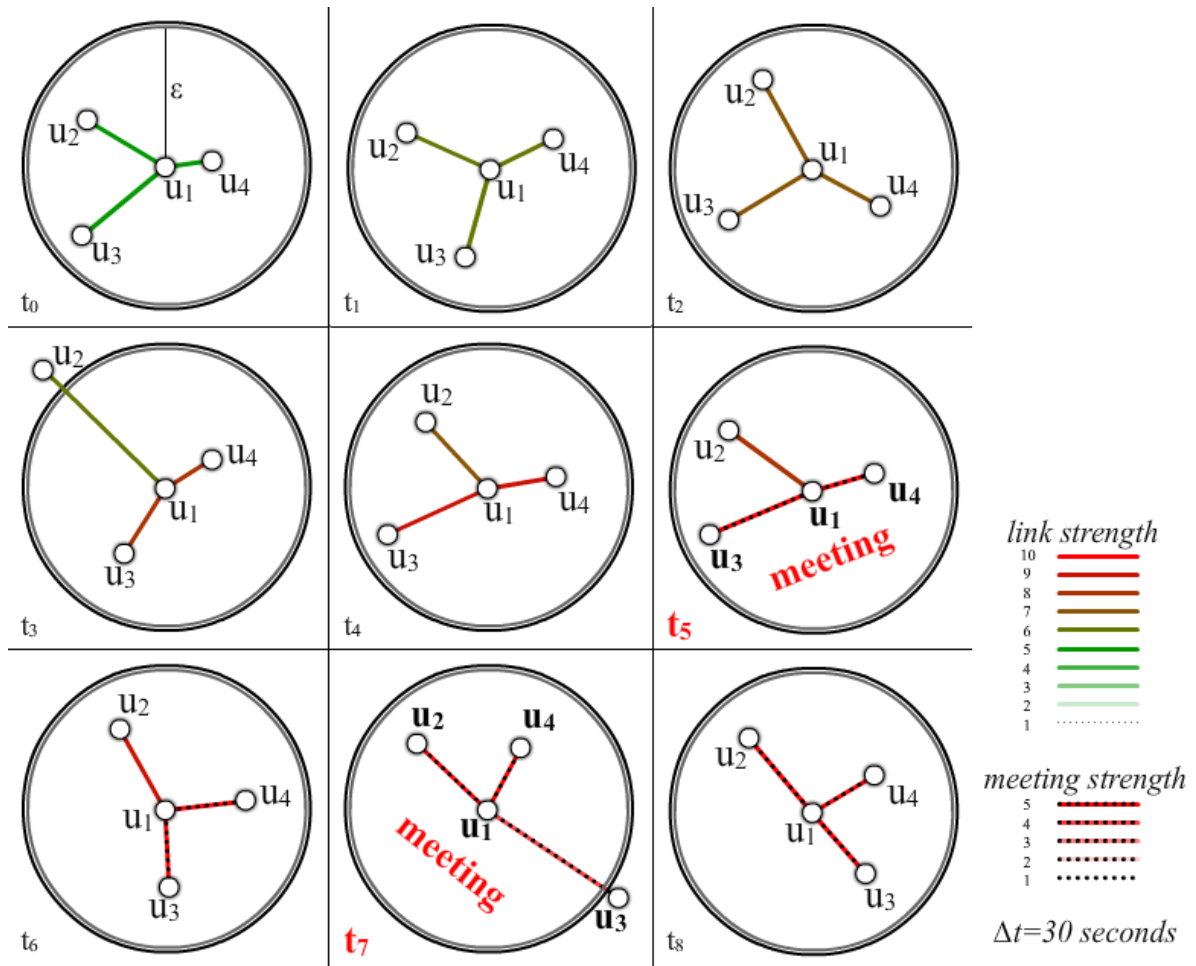 ε
u2
u1
u4
u3
t0
u2
u4
u1
u3
t1
u2
u1
u3
u4
t2
u2
u4
u1
u3
t3
u2
u4
u1
u3
t4
u2
u4
u1
u3
meeting
t5
u2
u4
u1
u3
t6
u2
u4
u1
meeting
u3
t7
u2
u4
u1
u3
t8
link strength
10
9
8
7
6
5
4
3
2
1
meeting strength
5
4
3
2
1
Δt=30 seconds